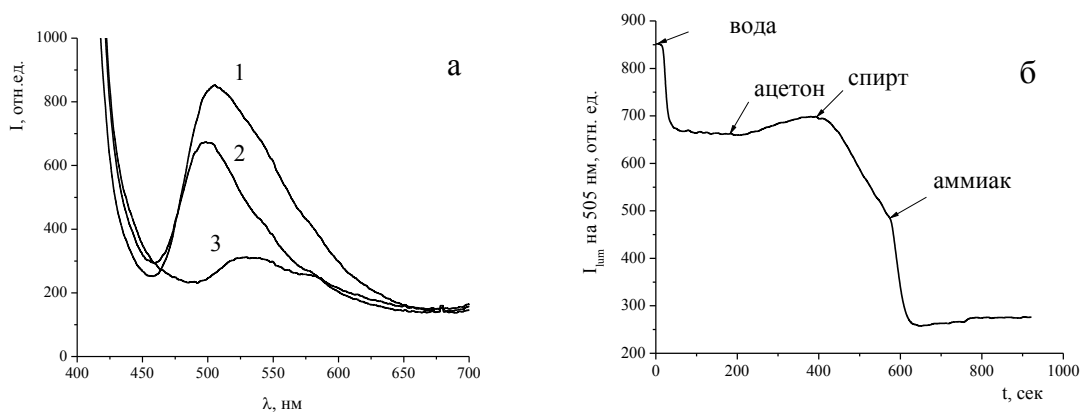 1000
800
600
400
200
0
I, отн.ед.
400 450 500 550 600 650 700
λ, нм
а
1
2
3
900
800
700
600
500
400
300
200
I_lum на 505 нм, отн. ед.
0 200 400 600 800 1000
t, сек
б
вода
ацетон
спирт
аммиак